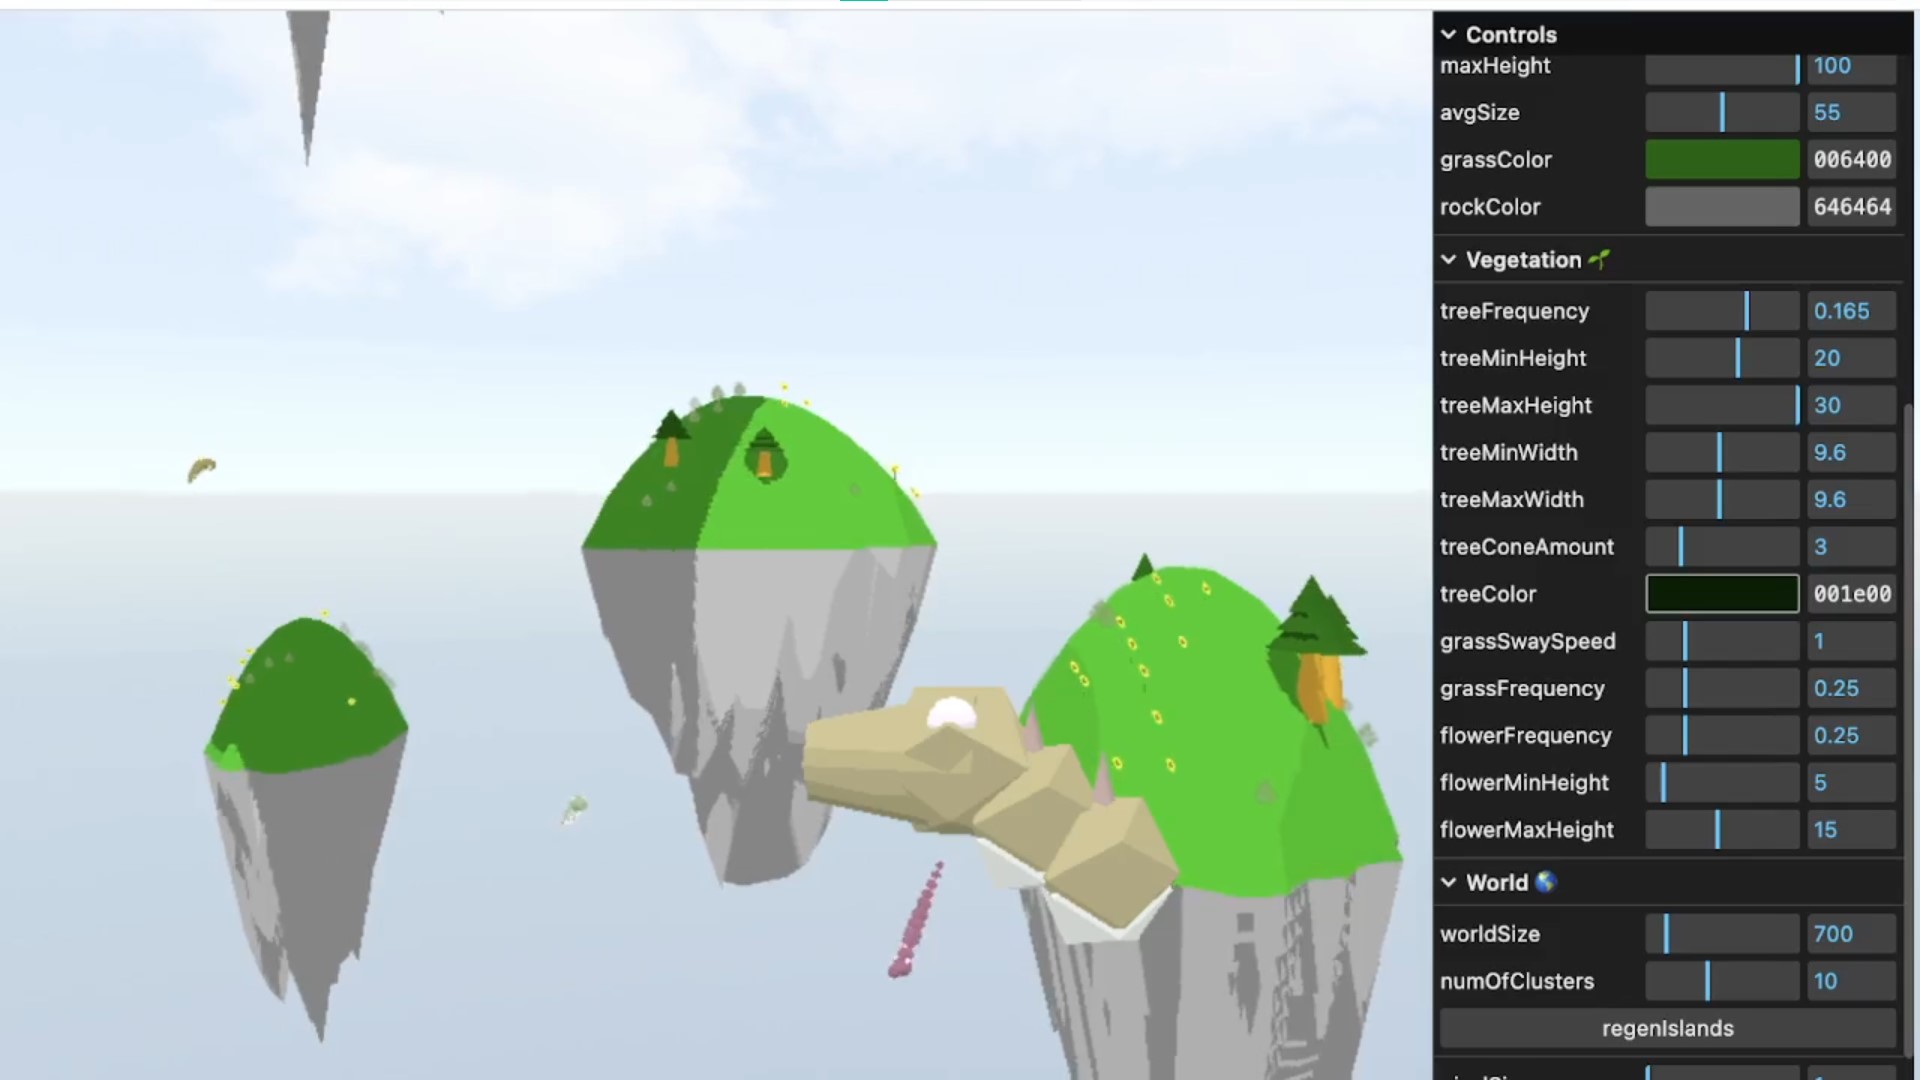 Controls
maxHeight 100
avgSize 55
grassColor 006400
rockColor 646464
Vegetation 🌱
treeFrequency 0.165
treeMinHeight 20
treeMaxHeight 30
treeMinWidth 9.6
treeMaxWidth 9.6
treeConeAmount 3
treeColor 001e00
grassSwaySpeed 1
grassFrequency 0.25
flowerFrequency 0.25
flowerMinHeight 5
flowerMaxHeight 15
World 🌎
worldSize 700
numOfClusters 10
regenIslands